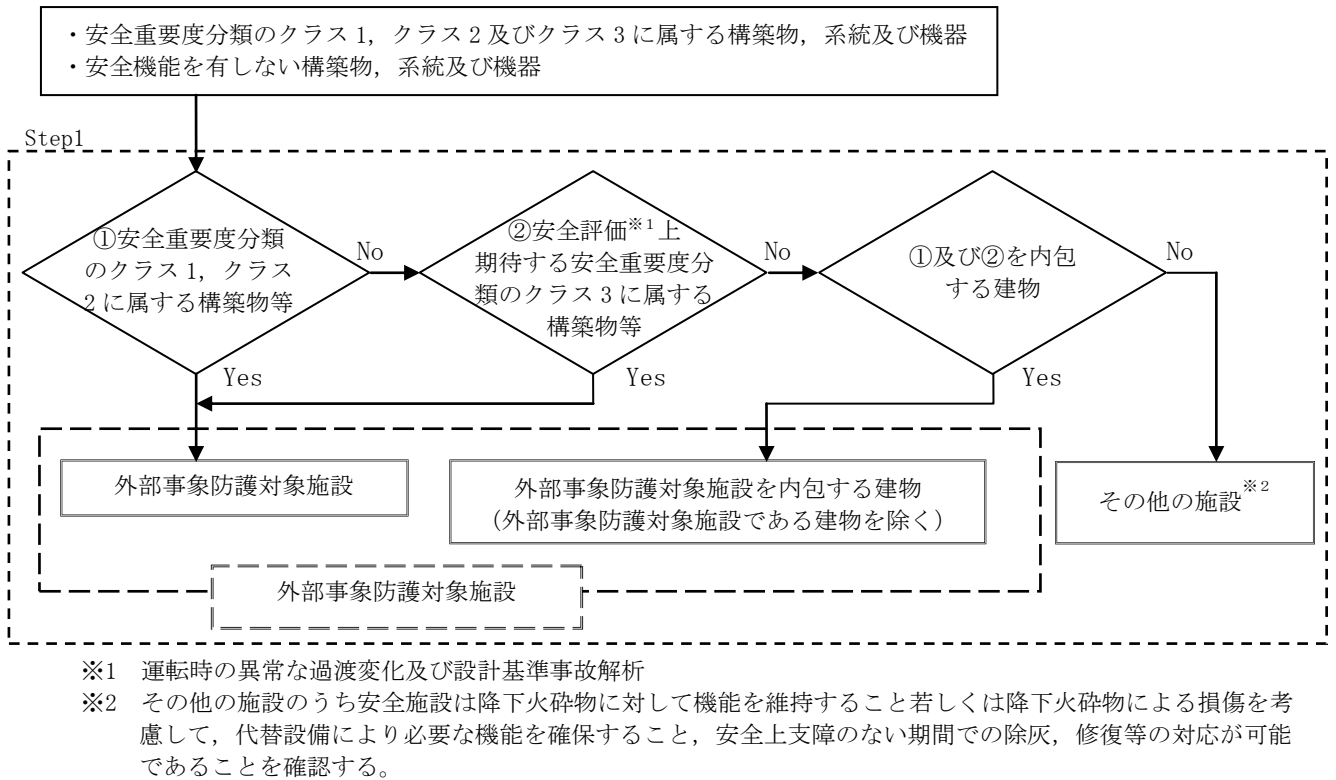 ・安全重要度分類のクラス1，クラス2及びクラス3に属する構築物，系統及び機器
・安全機能を有しない構築物，系統及び機器
Step1
①安全重要度分類
のクラス1，クラス
2に属する構築物等
No
②安全評価※1上
期待する安全重要度分
類のクラス3に属する
構築物等
No
①及び②を内包
する建物
No
Yes
Yes
Yes
外部事象防護対象施設
外部事象防護対象施設を内包する建物
（外部事象防護対象施設である建物を除く）
その他の施設※2
外部事象防護対象施設
※1　運転時の異常な過渡変化及び設計基準事故解析
※2　その他の施設のうち安全施設は降下火砕物に対して機能を維持すること若しくは降下火砕物による損傷を考
慮して，代替設備により必要な機能を確保すること，安全上支障のない期間での除灰，修復等の対応が可能
であることを確認する。